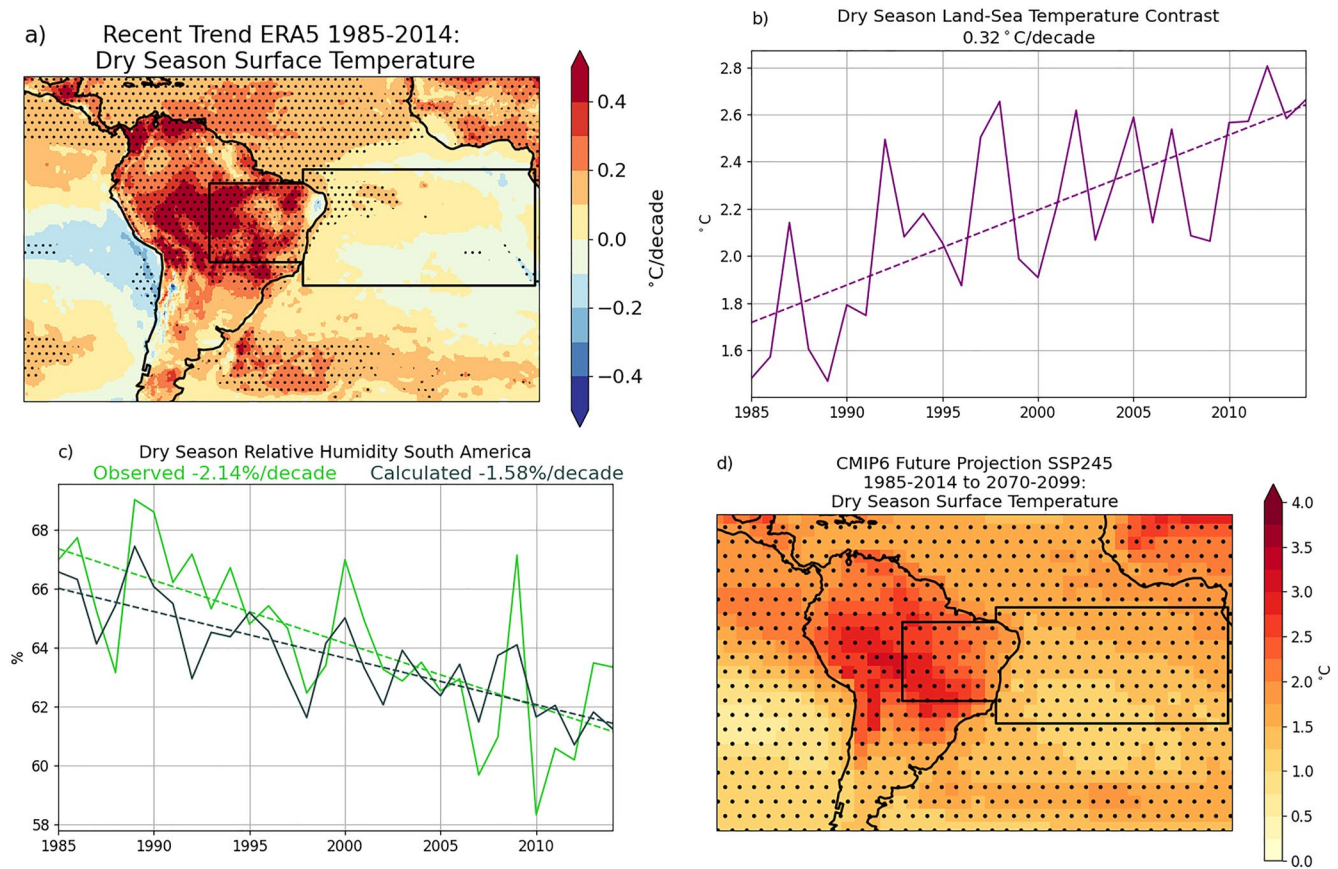 a)
Recent Trend ERA5 1985-2014:
Dry Season Surface Temperature
0.4
0.2
0.0
−0.2
−0.4
°C/decade
b)
Dry Season Land-Sea Temperature Contrast
0.32 °C/decade
2.8
2.6
2.4
2.2
2.0
1.8
1.6
°C
1985 1990 1995 2000 2005 2010
c)
Dry Season Relative Humidity South America
Observed -2.14%/decade Calculated -1.58%/decade
68
66
64
62
60
58
%
1985 1990 1995 2000 2005 2010
d)
CMIP6 Future Projection SSP245
1985-2014 to 2070-2099:
Dry Season Surface Temperature
4.0
3.5
3.0
2.5
2.0
1.5
1.0
0.5
0.0
°C